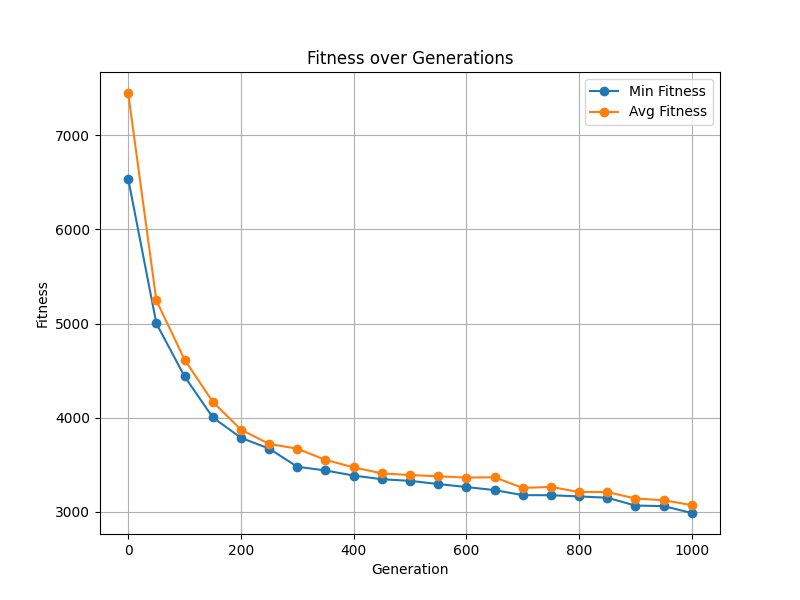 Fitness over Generations
Min Fitness
Avg Fitness
Fitness
7000
6000
5000
4000
3000
0 200 400 600 800 1000
Generation